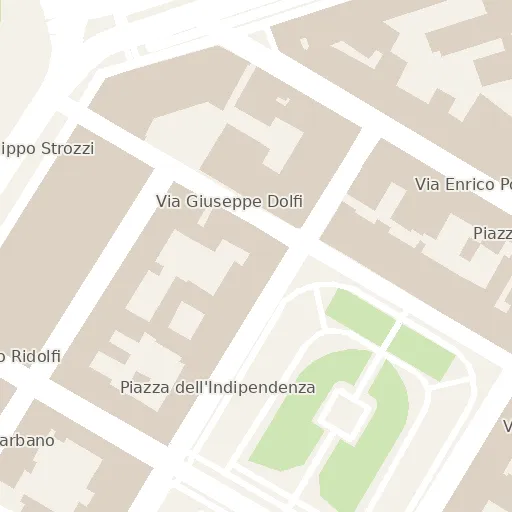 ippo Strozzi
Via Enrico Po
Via Giuseppe Dolfi
Piazz
o Ridolfi
Piazza dell'Indipendenza
V
arbano